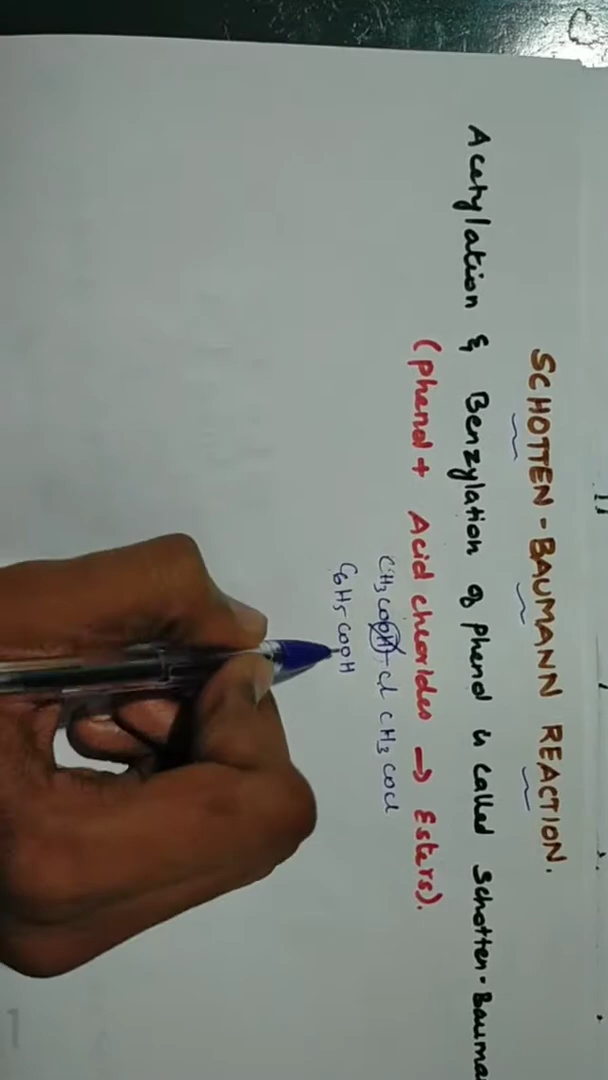 SCHOTTEN - BAUMANN REACTION.
Acetylation & Benzylation of phenol is called Schotten-Bauma
(phenol + Acid chlorides → Esters).
CH3COOH-Cl CH3COCl
C6H5COOH